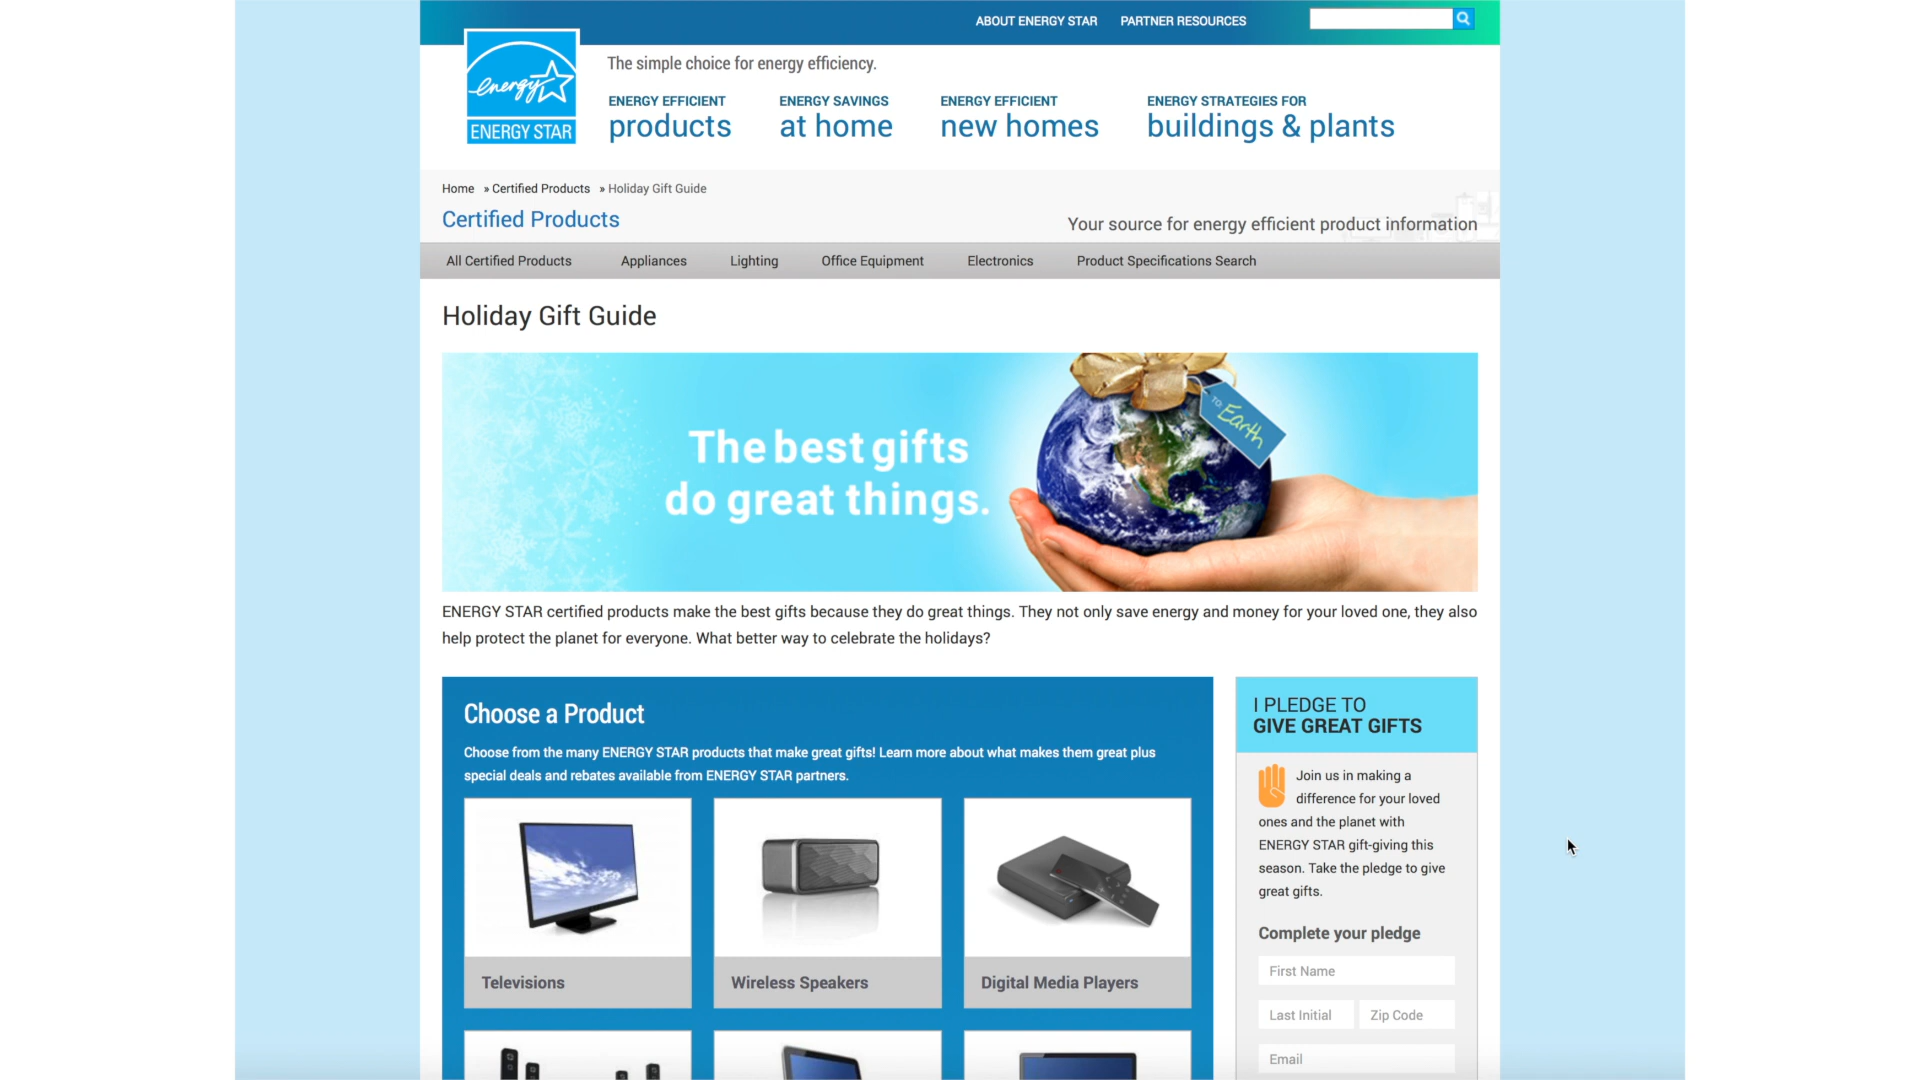 ABOUT ENERGY STAR PARTNER RESOURCES
energy
ENERGY STAR
The simple choice for energy efficiency.
ENERGY EFFICIENT
products
ENERGY SAVINGS
at home
ENERGY EFFICIENT
new homes
ENERGY STRATEGIES FOR
buildings & plants
Home » Certified Products » Holiday Gift Guide
Certified Products
Your source for energy efficient product information
All Certified Products Appliances Lighting Office Equipment Electronics Product Specifications Search
Holiday Gift Guide
The best gifts
do great things.
TO:
Earth
ENERGY STAR certified products make the best gifts because they do great things. They not only save energy and money for your loved one, they also
help protect the planet for everyone. What better way to celebrate the holidays?
Choose a Product
Choose from the many ENERGY STAR products that make great gifts! Learn more about what makes them great plus
special deals and rebates available from ENERGY STAR partners.
Televisions
Wireless Speakers
Digital Media Players
I PLEDGE TO
GIVE GREAT GIFTS
Join us in making a
difference for your loved
ones and the planet with
ENERGY STAR gift-giving this
season. Take the pledge to give
great gifts.
Complete your pledge
First Name
Last Initial
Zip Code
Email